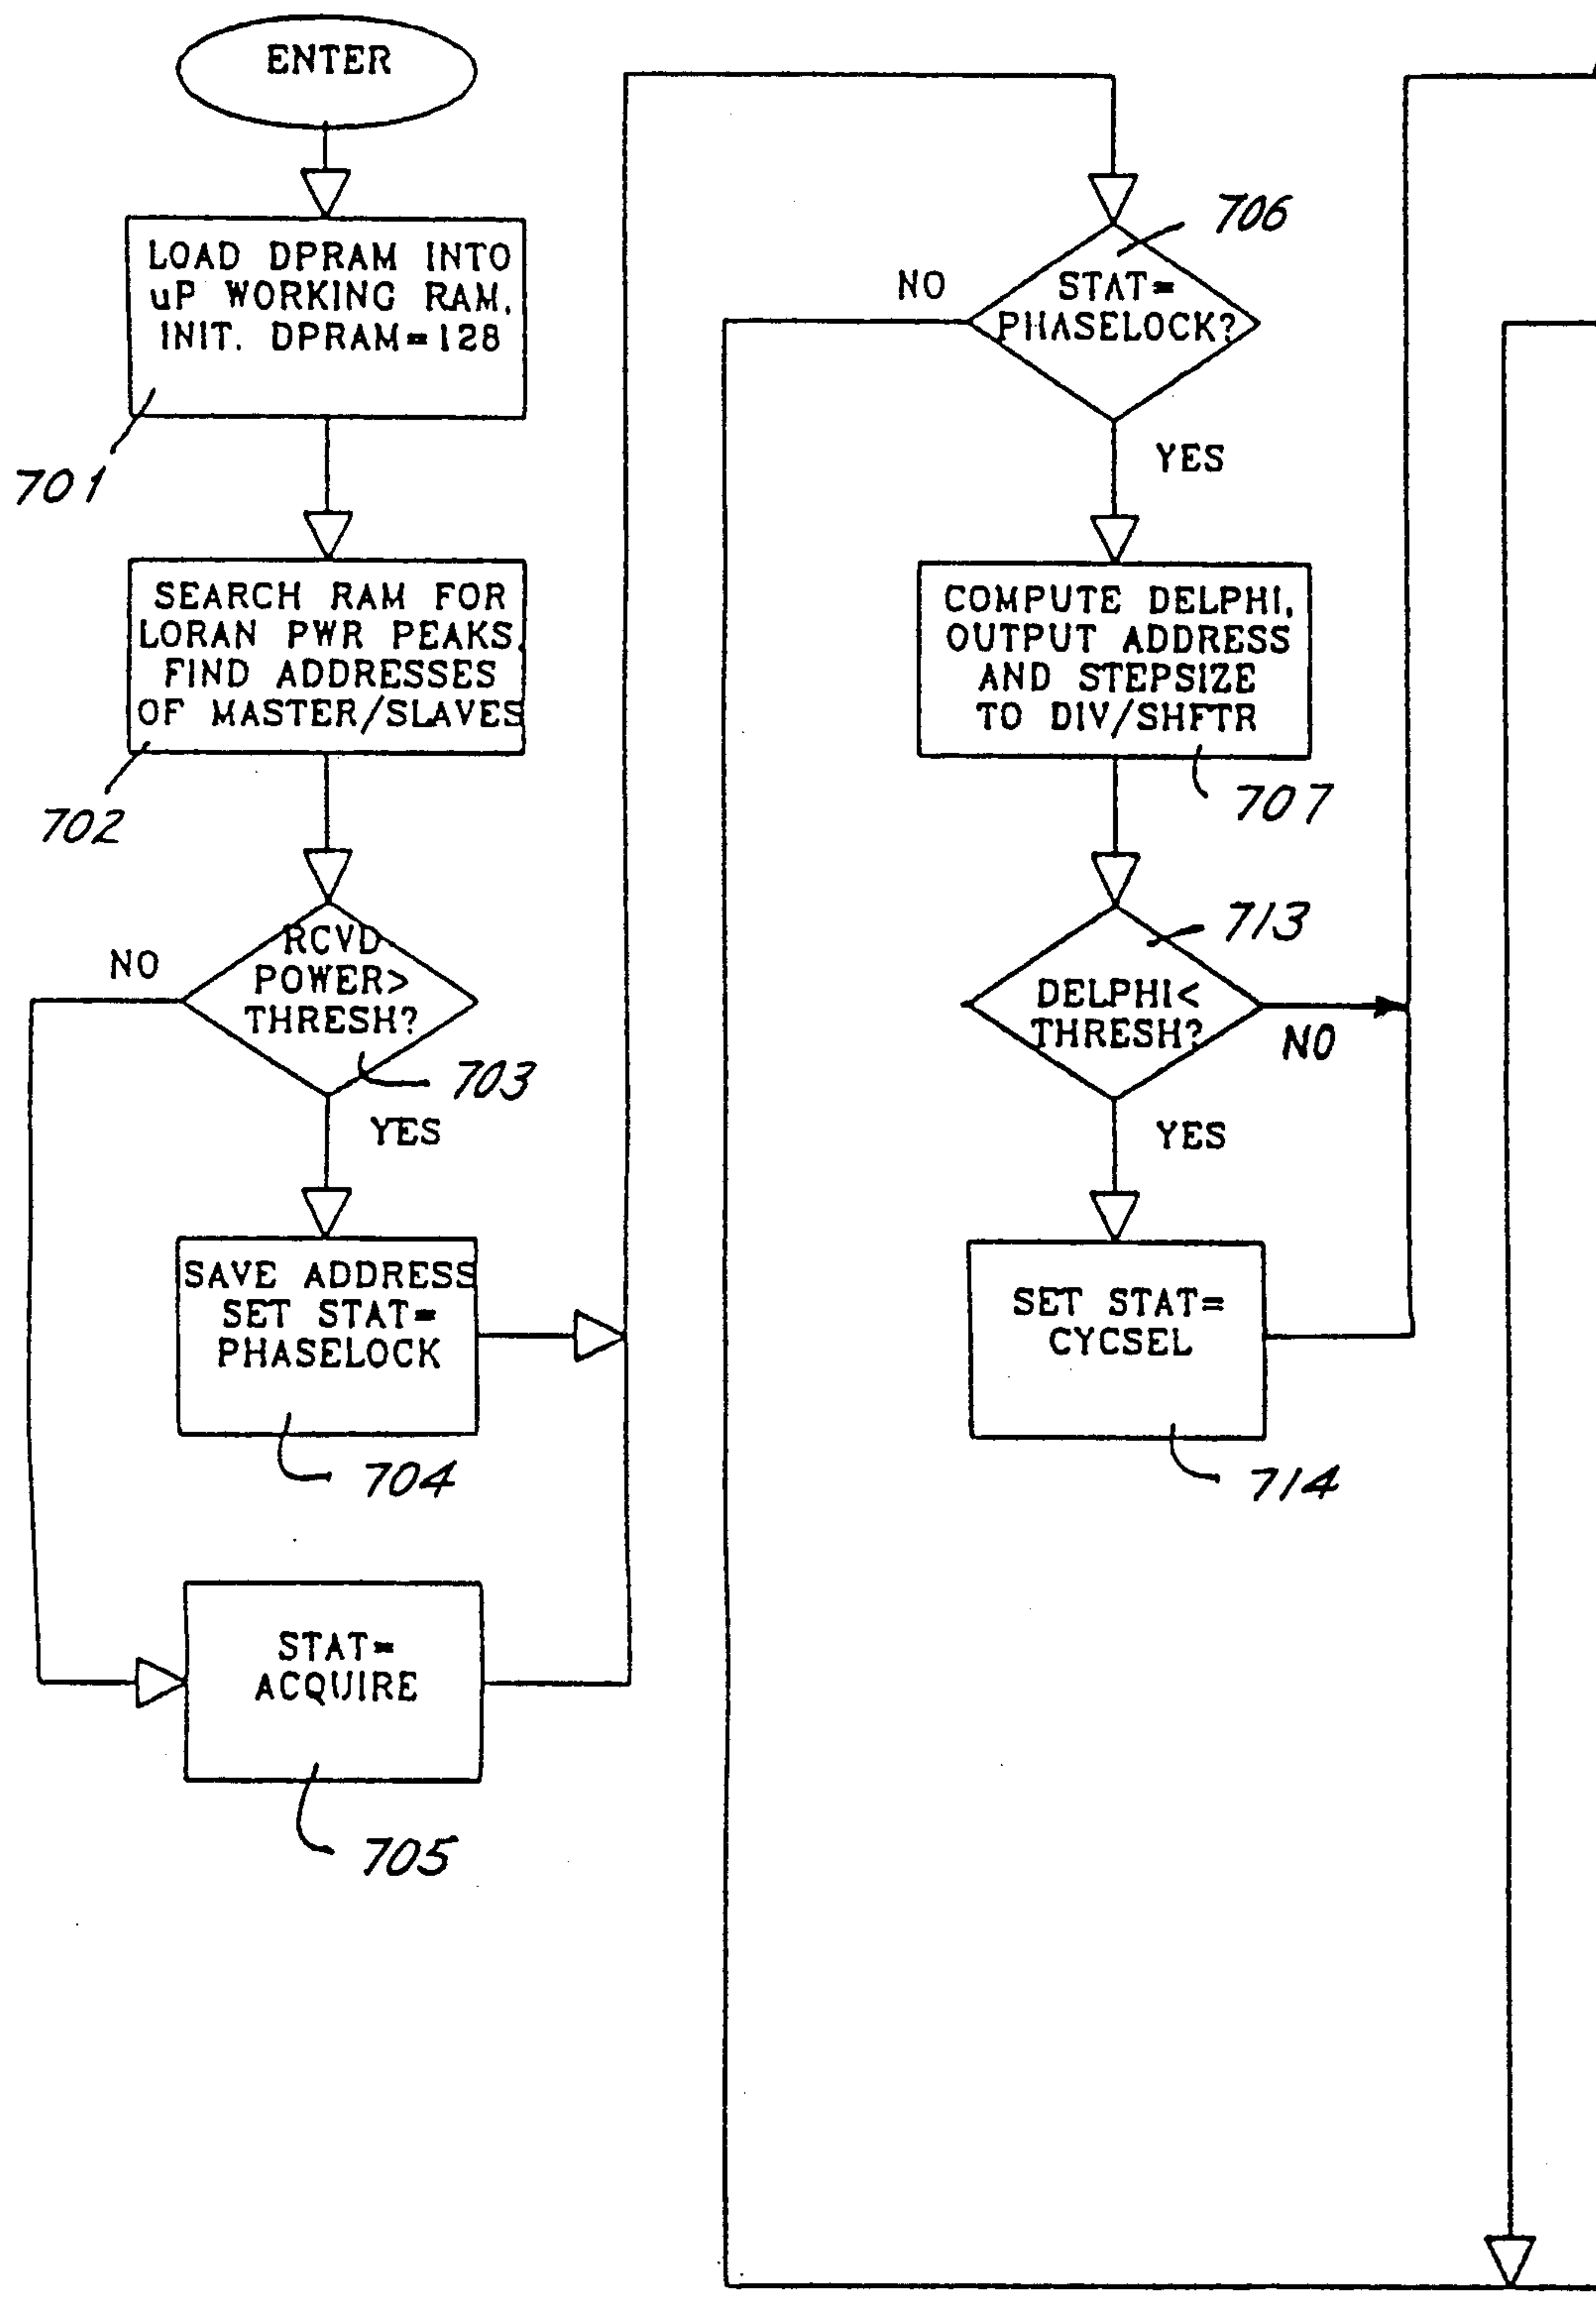 ENTER
LOAD DPRAM INTO
uP WORKING RAM,
INIT. DPRAM=128
701
SEARCH RAM FOR
LORAN PWR PEAKS,
FIND ADDRESSES
OF MASTER/SLAVES
702
RCVD
POWER>
THRESH?
NO
703
YES
SAVE ADDRESS
SET STAT=
PHASELOCK
704
STAT=
ACQUIRE
705
706
NO
STAT=
PHASELOCK?
YES
COMPUTE DELPHI,
OUTPUT ADDRESS
AND STEPSIZE
TO DIV/SHFTR
707
713
DELPHI<
THRESH?
NO
YES
SET STAT=
CYCSEL
714